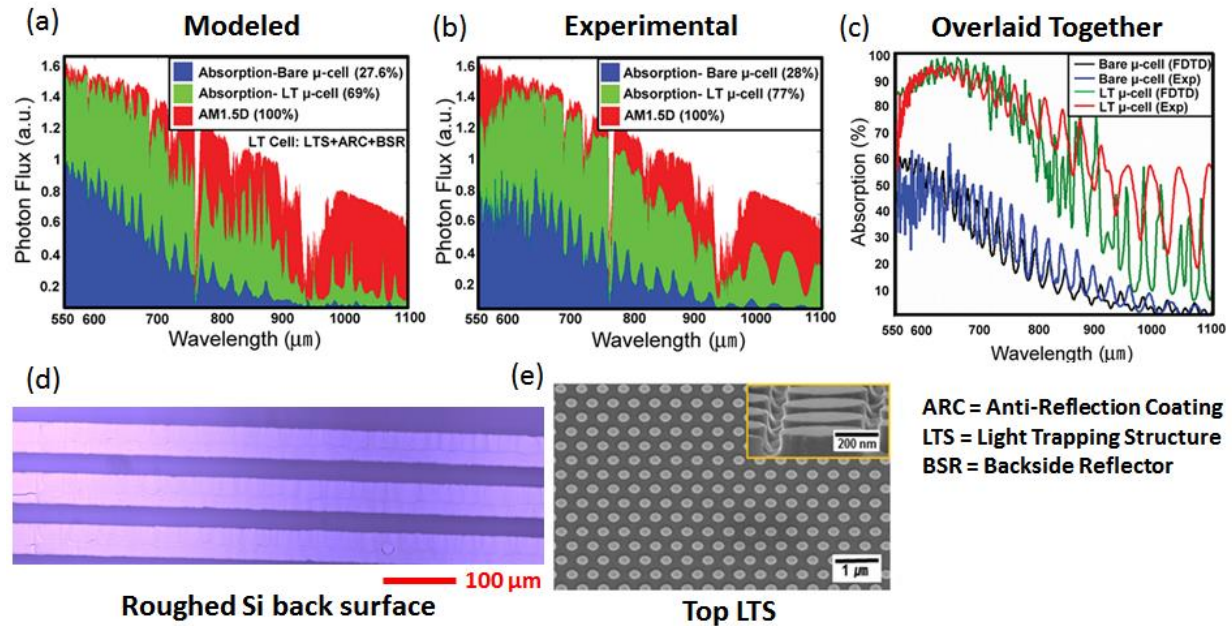 (a)
Modeled
Photon Flux (a.u.)
1.6
1.4
1.2
1
0.8
0.6
0.4
0.2
Absorption-Bare μ-cell (27.6%)
Absorption- LT μ-cell (69%)
AM1.5D (100%)
LT Cell: LTS+ARC+BSR
550 600 700 800 900 1000 1100
Wavelength (μm)
(b)
Experimental
Photon Flux (a.u.)
1.6
1.4
1.2
1
0.8
0.6
0.4
0.2
Absorption- Bare μ-cell (28%)
Absorption- LT μ-cell (77%)
AM1.5D (100%)
550 600 700 800 900 1000 1100
Wavelength (μm)
(c)
Overlaid Together
Absorption (%)
100
90
80
70
60
50
40
30
20
10
Bare μ-cell (FDTD)
Bare μ-cell (Exp)
LT μ-cell (FDTD)
LT μ-cell (Exp)
550 600 700 800 900 1000 1100
Wavelength (μm)
(d)
100 μm
Roughed Si back surface
(e)
200 nm
1 μm
Top LTS
ARC = Anti-Reflection Coating
LTS = Light Trapping Structure
BSR = Backside Reflector